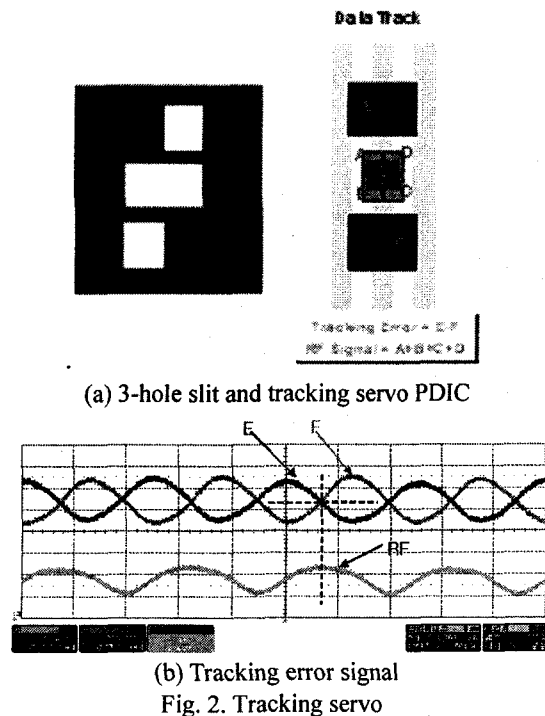 Data Track
A D
Tracking Error = E-F
RF Signal = A+B+C+D
(a) 3-hole slit and tracking servo PDIC
E F
RF
(b) Tracking error signal
Fig. 2. Tracking servo